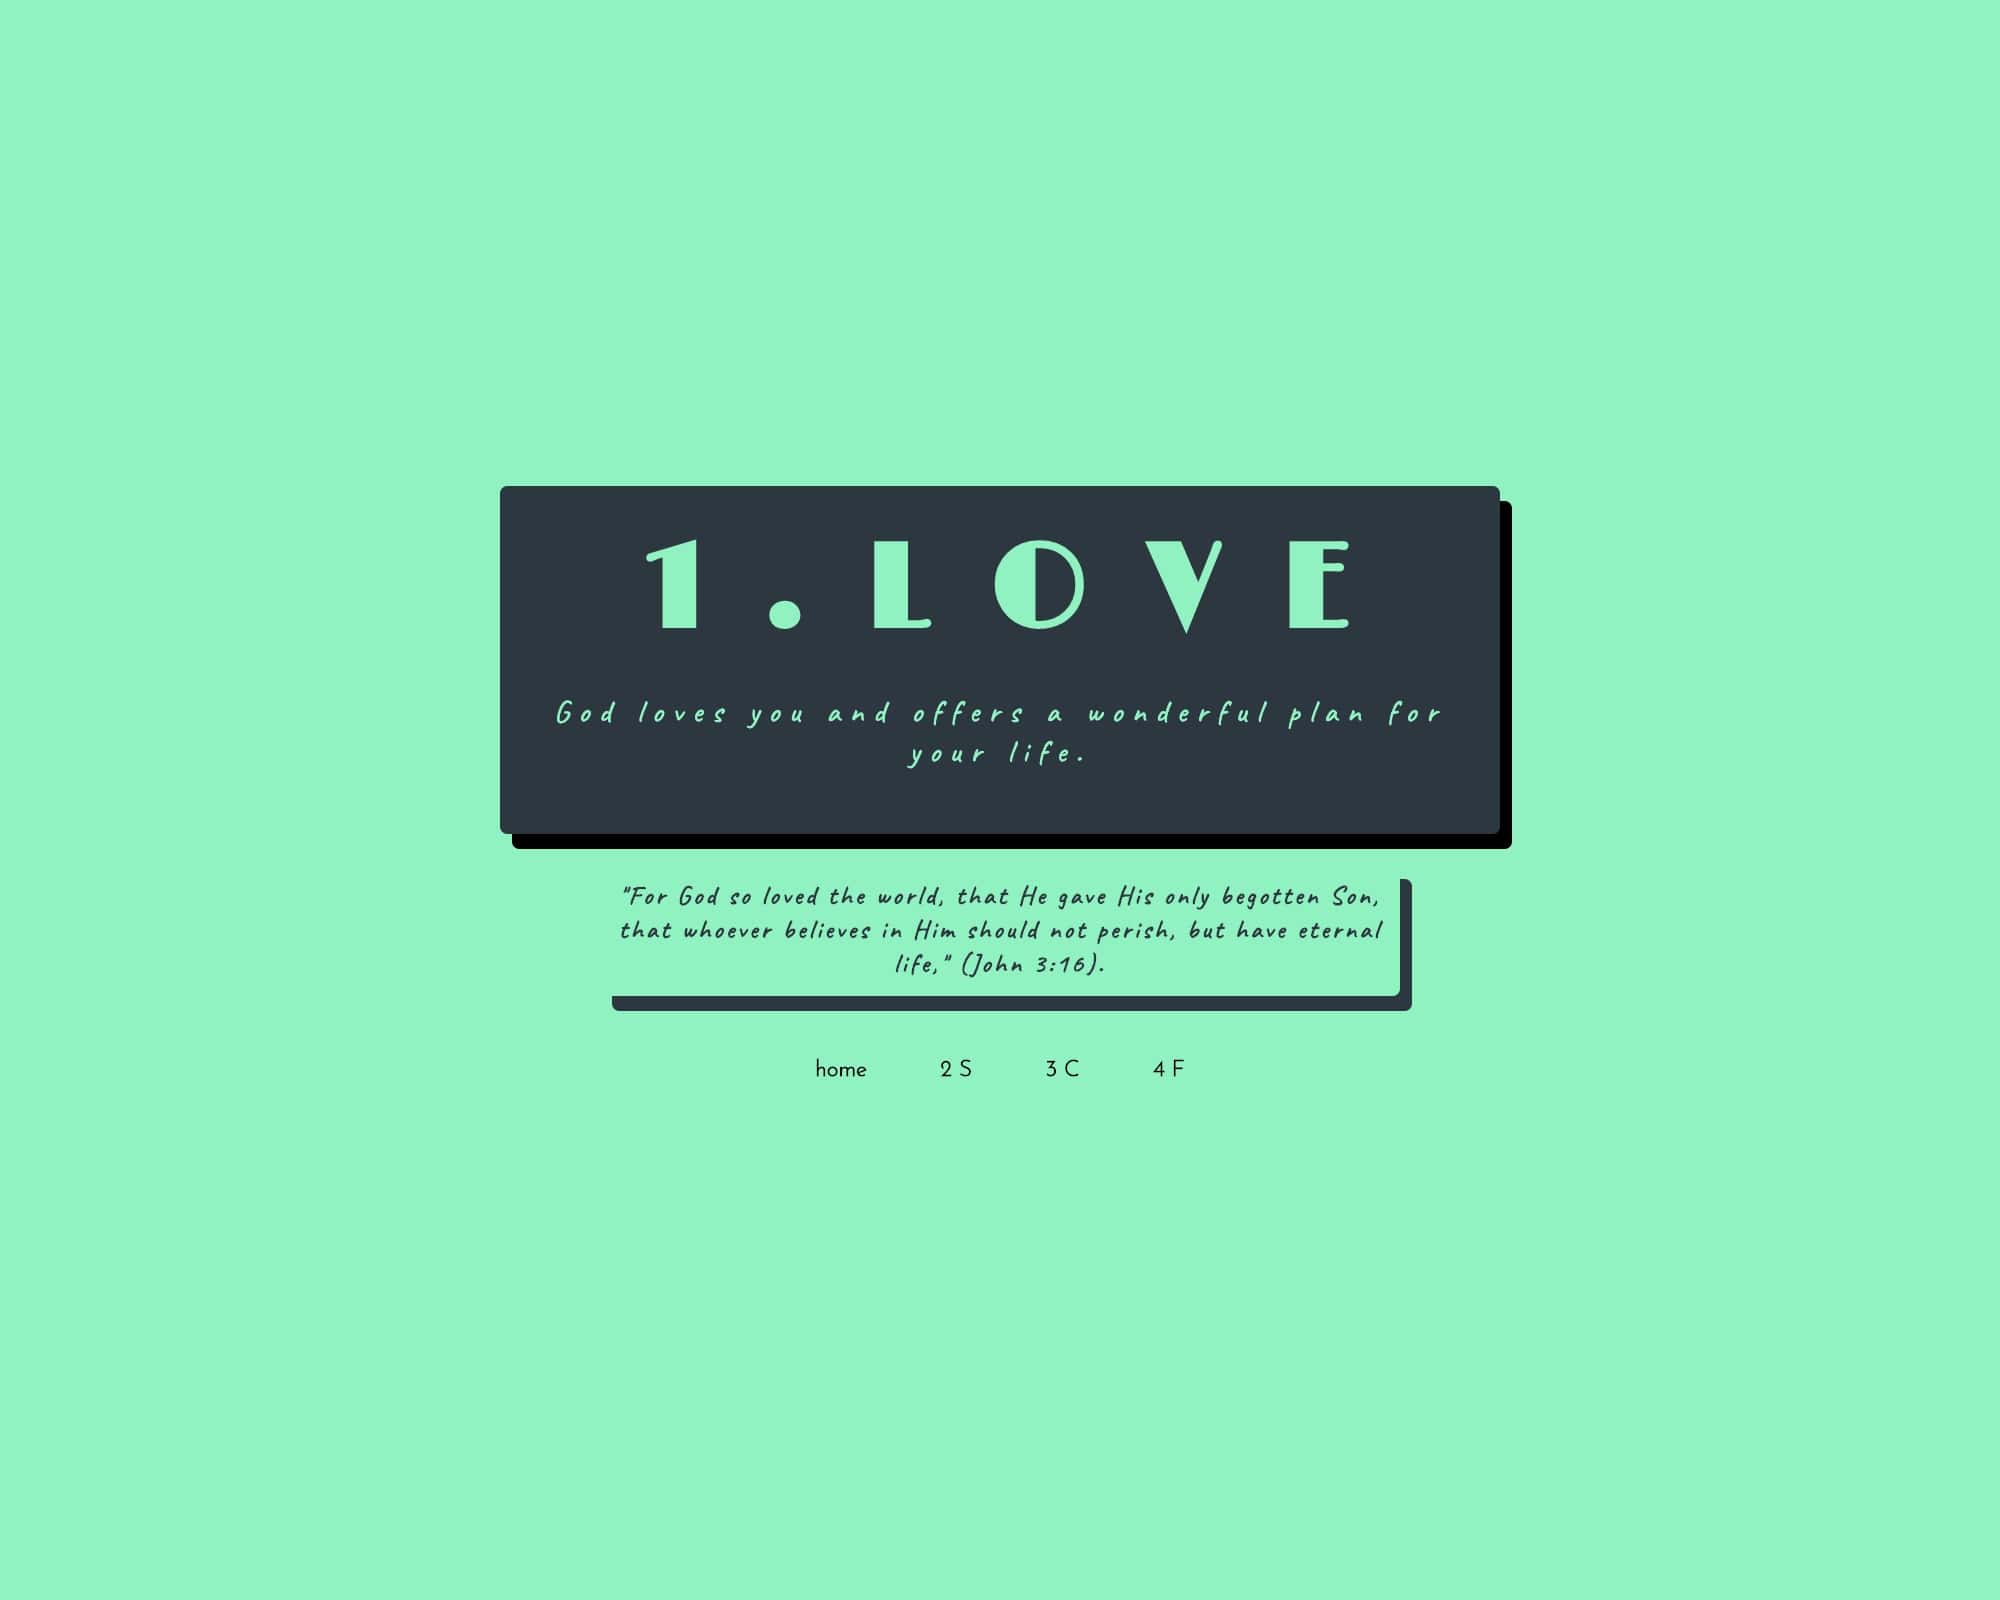 1.LOVE
God loves you and offers a wonderful plan for
your life.
"For God so loved the world, that He gave His only begotten Son,
that whoever believes in Him should not perish, but have eternal
life," (John 3:16).
home 2 S 3 C 4 F